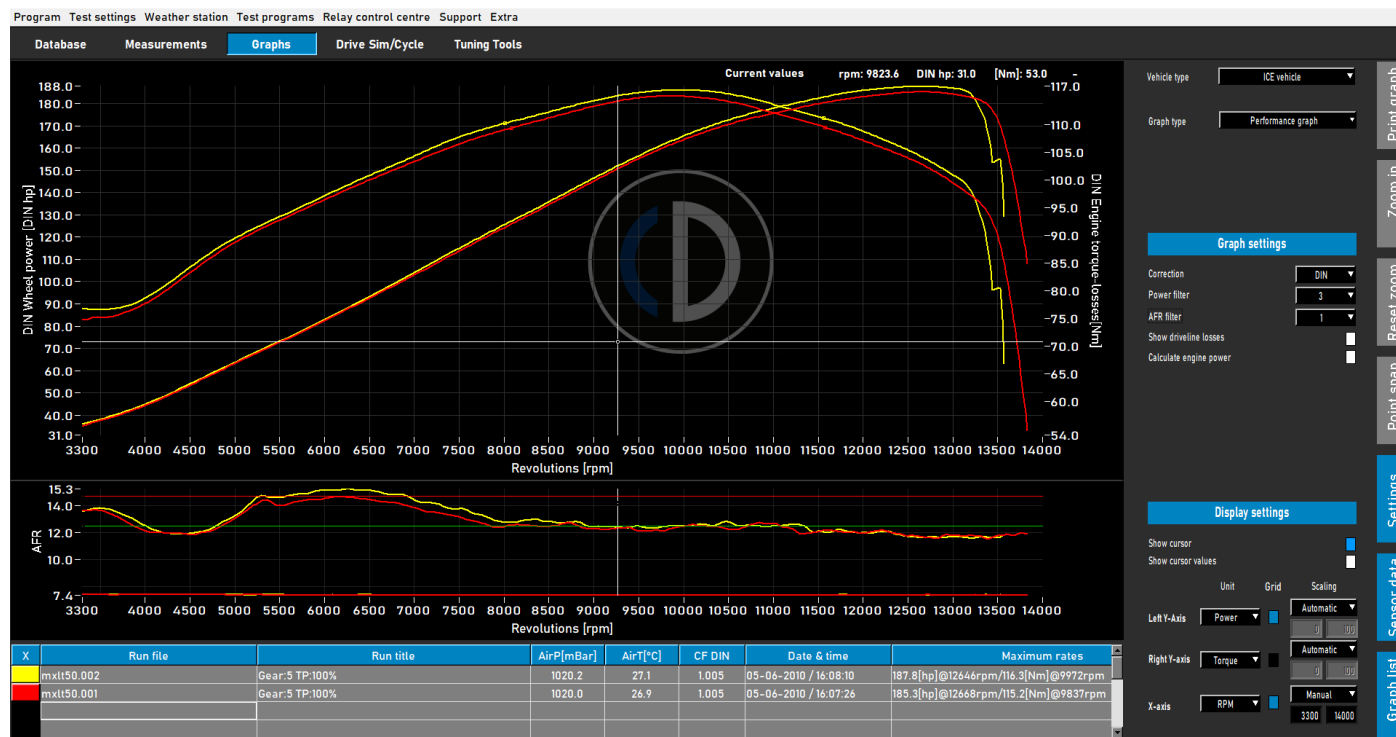 Program Test settings Weather station Test programs Relay control centre Support Extra
Database Measurements Graphs Drive Sim/Cycle Tuning Tools
Current values rpm: 9823.6 DIN hp: 31.0 [Nm]: 53.0 -
188.0
180.0
170.0
160.0
150.0
140.0
130.0
120.0
110.0
100.0
90.0
80.0
70.0
60.0
50.0
40.0
31.0
DIN Wheel power [DIN hp]
117.0
110.0
105.0
100.0
95.0
90.0
85.0
80.0
75.0
70.0
65.0
60.0
54.0
DIN Engine torque-losses[Nm]
CD
3300 4000 4500 5000 5500 6000 6500 7000 7500 8000 8500 9000 9500 10000 10500 11000 11500 12000 12500 13000 13500 14000
Revolutions [rpm]
15.3
14.0
12.0
10.0
7.4
AFR
3300 4000 4500 5000 5500 6000 6500 7000 7500 8000 8500 9000 9500 10000 10500 11000 11500 12000 12500 13000 13500 14000
Revolutions [rpm]
X Run file Run title AirP[mBar] AirT[°C] CF DIN Date & time Maximum rates
mxlt50.002 Gear:5 TP:100% 1020.2 27.1 1.005 05-06-2010 / 16:08:10 187.8[hp]@12646rpm/116.3[Nm]@9972rpm
mxlt50.001 Gear:5 TP:100% 1020.0 26.9 1.005 05-06-2010 / 16:07:26 185.3[hp]@12668rpm/115.2[Nm]@9837rpm
Vehicle type ICE vehicle
Graph type Performance graph
Graph settings
Correction DIN
Power filter 3
AFR filter 1
Show driveline losses
Calculate engine power
Display settings
Show cursor
Show cursor values
Unit Grid Scaling
Left Y-Axis Power Automatic
0 100
Right Y-axis Torque Automatic
0 100
X-axis RPM Manual
3300 14000
Print graph
Zoom in
Reset zoom
Point snap
Settings
Sensor data
Graph list